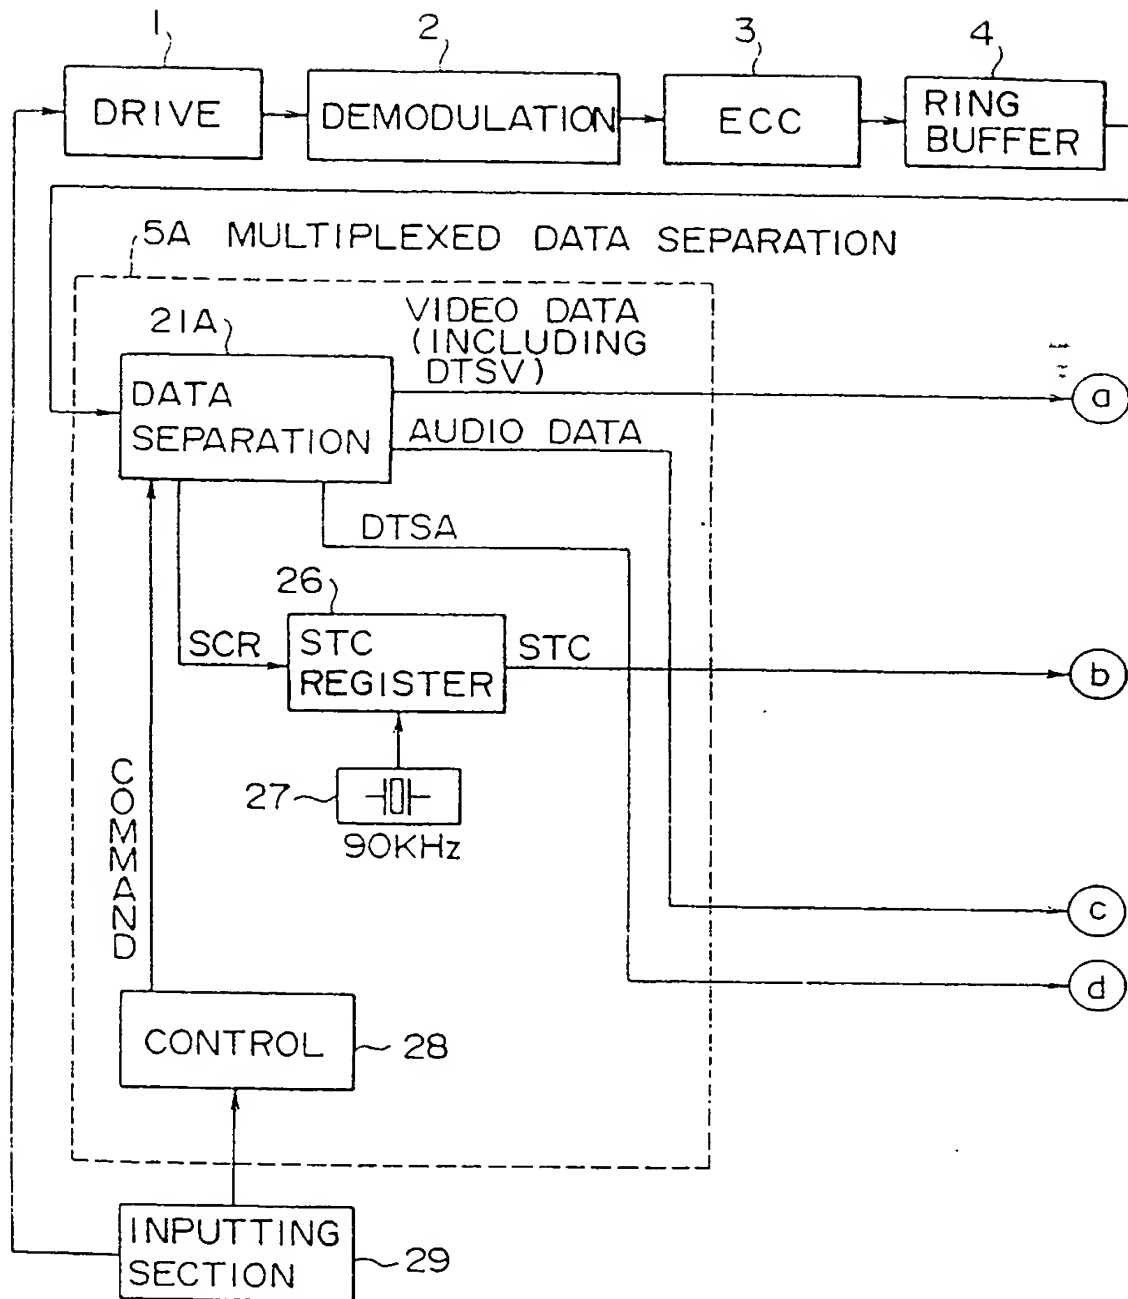 1
2
3
4
DRIVE
DEMODULATION
ECC
RING
BUFFER
5A MULTIPLEXED DATA SEPARATION
21A
VIDEO DATA
(INCLUDING
DTSV)
a
DATA
SEPARATION
AUDIO DATA
DTSA
26
SCR
STC
REGISTER
STC
b
27
90KHz
COMMAND
c
d
CONTROL
28
INPUTTING
SECTION
29